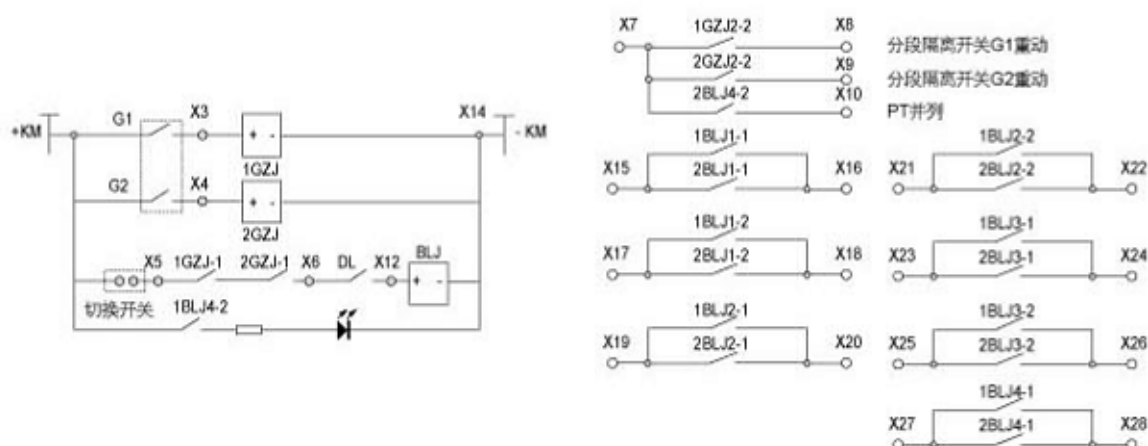 +KM
G1
X3
1GZJ
X14
- KM
G2
X4
2GZJ
X5
1GZJ-1
2GZJ-1
X6
DL
X12
BLJ
切换开关
1BLJ4-2
X7
1GZJ2-2
X8
分段隔离开关G1重动
2GZJ2-2
X9
分段隔离开关G2重动
2BLJ4-2
X10
PT并列
X15
1BLJ1-1
2BLJ1-1
X16
X21
1BLJ2-2
2BLJ2-2
X22
X17
1BLJ1-2
2BLJ1-2
X18
X23
1BLJ3-1
2BLJ3-1
X24
X19
1BLJ2-1
2BLJ2-1
X20
X25
1BLJ3-2
2BLJ3-2
X26
X27
1BLJ4-1
2BLJ4-1
X28